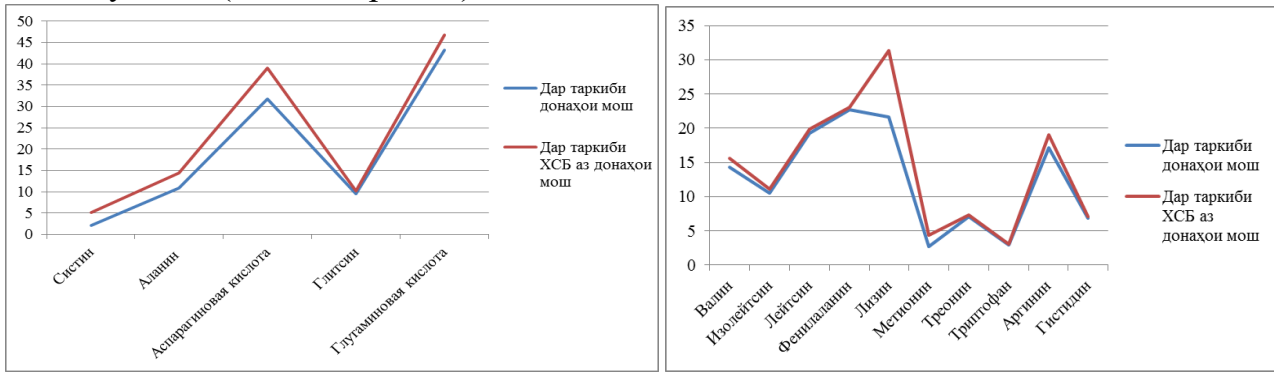 50
45
40
35
30
25
20
15
10
5
0
Систин
Аланин
Аспарагиновая кислота
Глитсин
Глутаминовая кислота
Дар таркиби
донаҳои мош
Дар таркиби
ХСБ аз донаҳои
мош
35
30
25
20
15
10
5
0
Валин
Изолейтсин
Лейтсин
Фенилаланин
Лизин
Метионин
Треонин
Триптофан
Аргинин
Гистидин
Дар таркиби
донаҳои мош
Дар таркиби
ХСБ аз
донаҳои мош